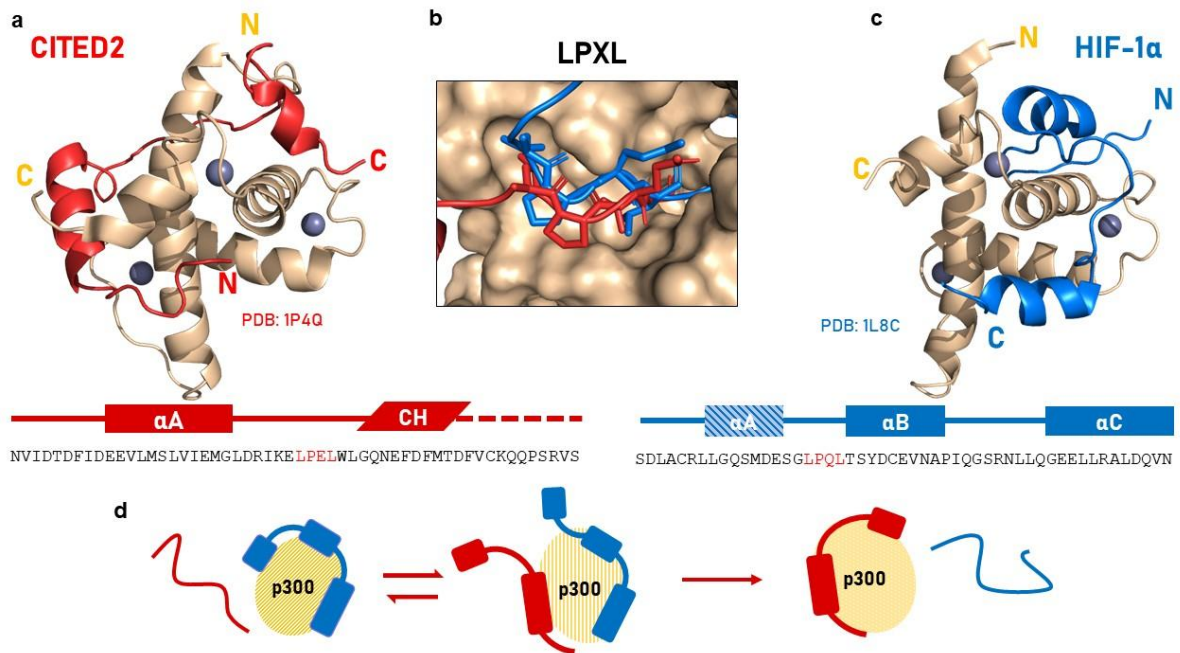 a
CITED2
N
C
C
N
PDB: 1P4Q
b
LPXL
c
HIF-1α
N
N
C
C
PDB: 1L8C
αA
CH
NVIDTDFIDEEVLMSLVIEMGLDRIKELPELWLGQNEFDFMTDFVCKQQPSRVS
αA
αB
αC
SDLACRLLGQSMDESGLPQLTSYDCEVNAPIQGSRNLLQGEELLRALDQVN
d
p300
p300
p300